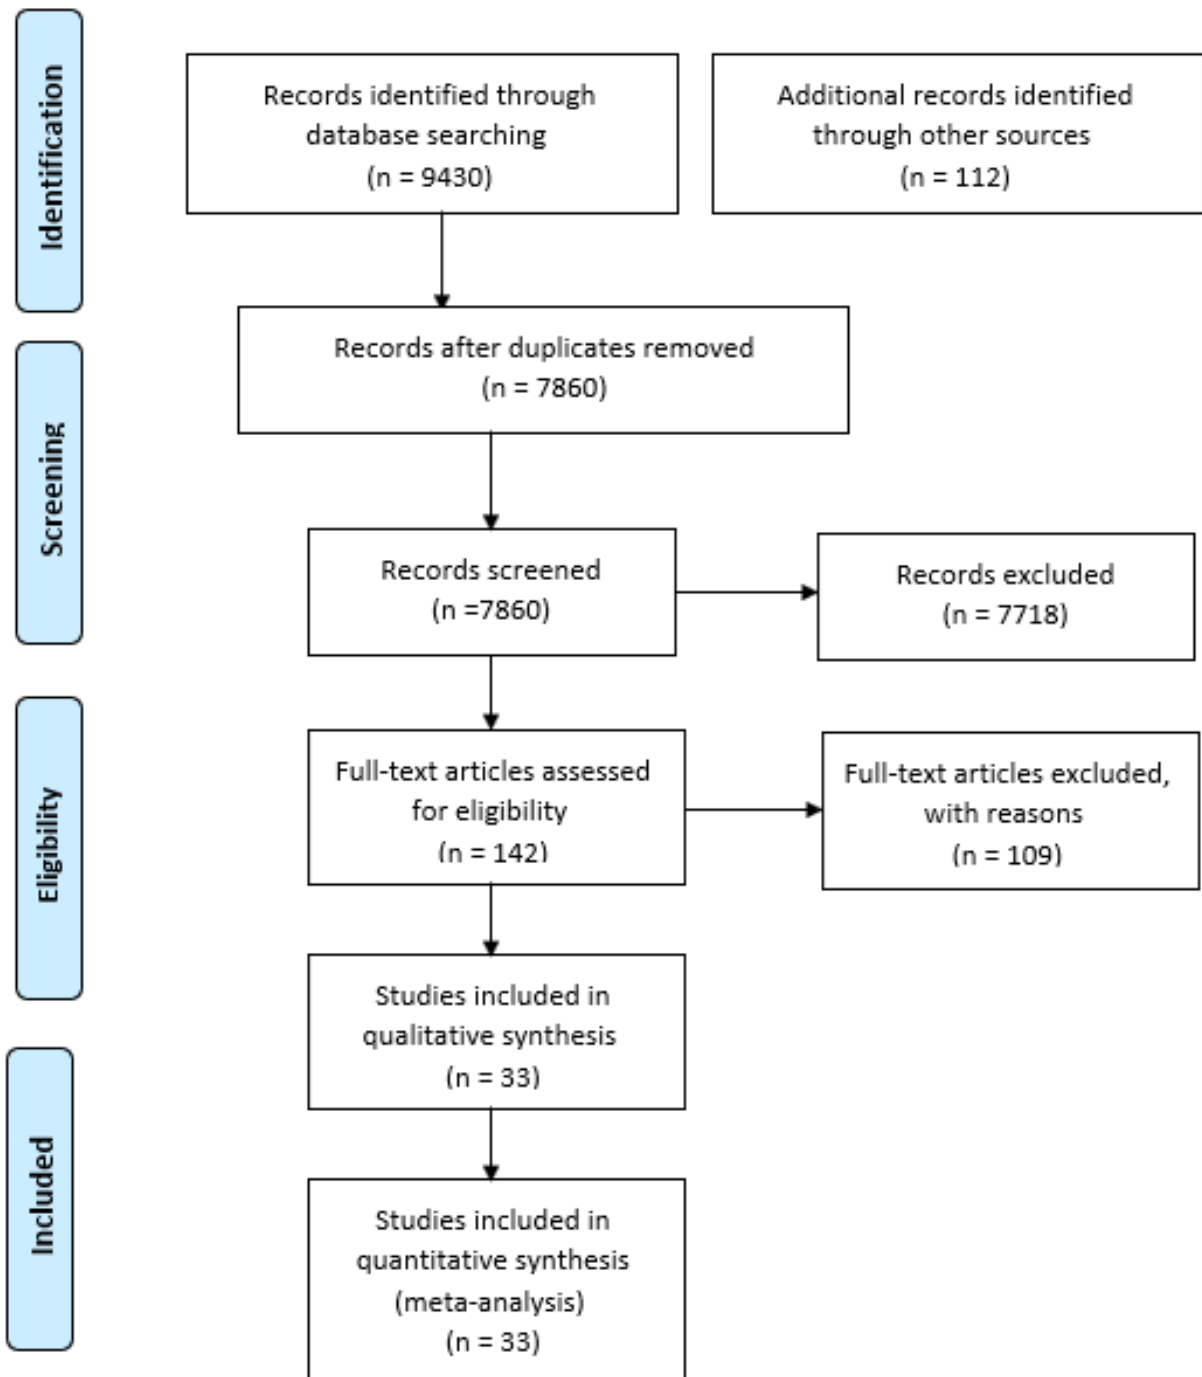 Identification
Records identified through
database searching
(n = 9430)
Additional records identified
through other sources
(n = 112)
Records after duplicates removed
(n = 7860)
Screening
Records screened
(n =7860)
Records excluded
(n = 7718)
Eligibility
Full-text articles assessed
for eligibility
(n = 142)
Full-text articles excluded,
with reasons
(n = 109)
Studies included in
qualitative synthesis
(n = 33)
Included
Studies included in
quantitative synthesis
(meta-analysis)
(n = 33)